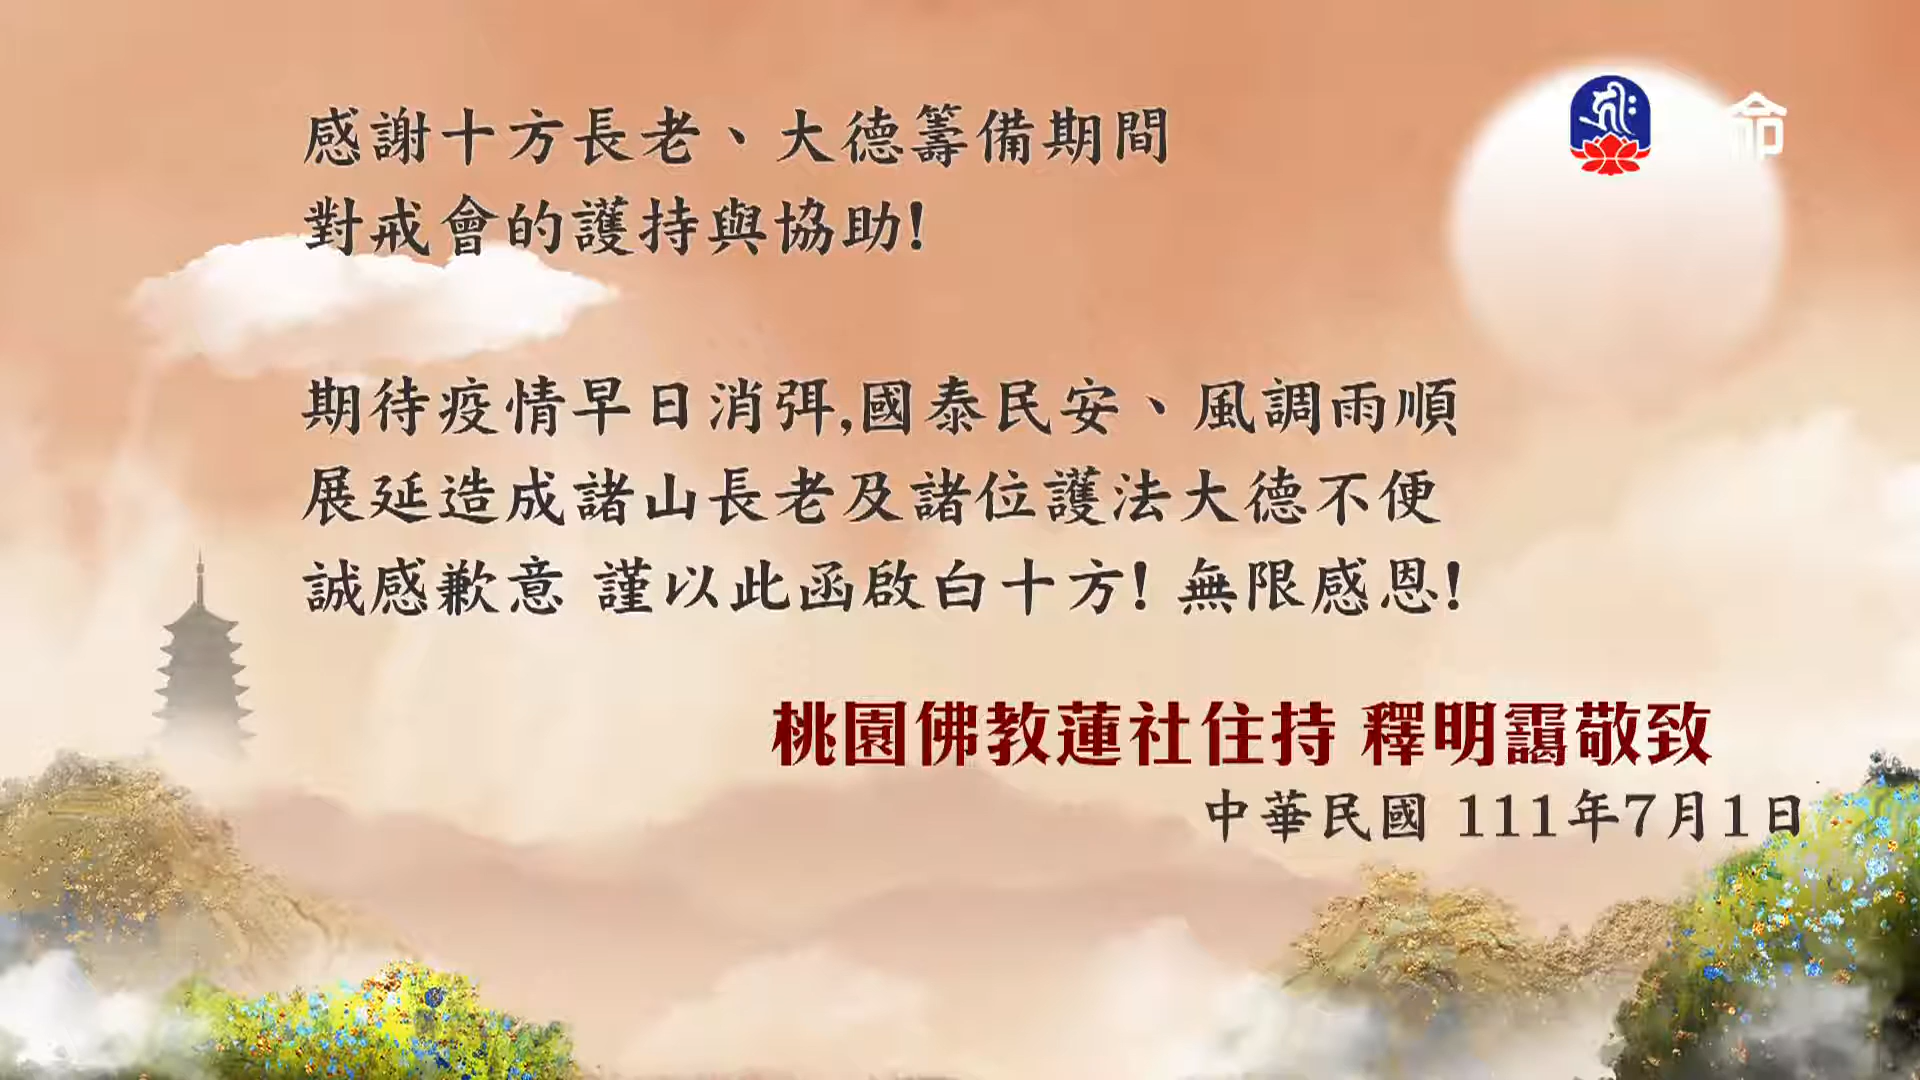 命
感謝十方長老、大德籌備期間
對戒會的護持與協助!
期待疫情早日消弭,國泰民安、風調雨順
展延造成諸山長老及諸位護法大德不便
誠感歉意 謹以此函啟白十方! 無限感恩!
桃園佛教蓮社住持 釋明靄敬致
中華民國 111年7月1日